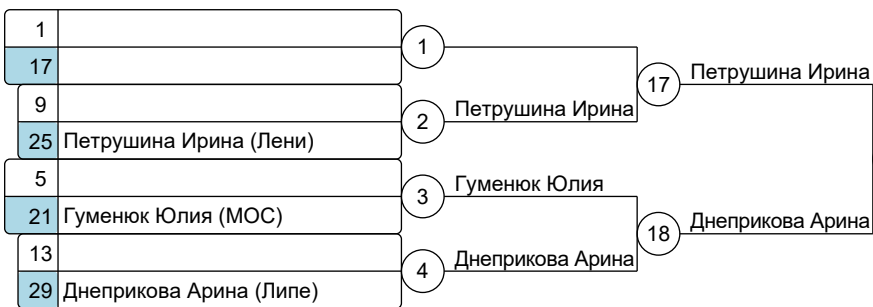 1
17
1
9
25 Петрушина Ирина (Лени)
2
Петрушина Ирина
17
Петрушина Ирина
5
21 Гуменюк Юлия (МОС)
3
Гуменюк Юлия
13
29 Днеприкова Арина (Липе)
4
Днеприкова Арина
18
Днеприкова Арина